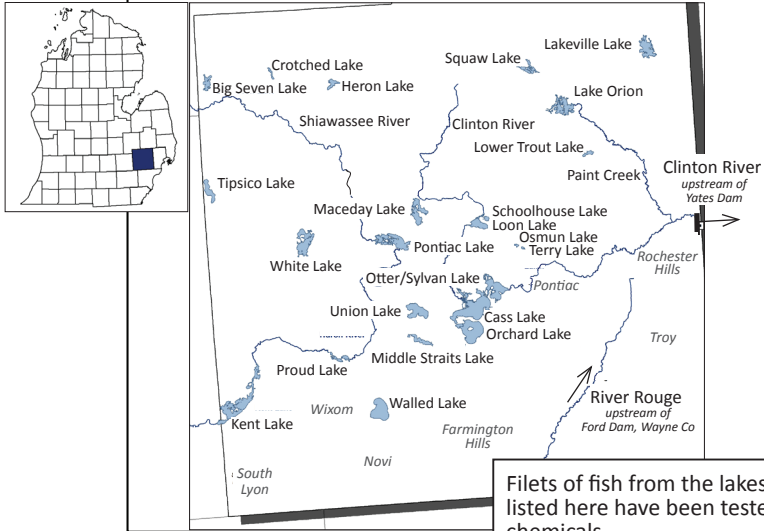 Lakeville Lake
Squaw Lake
Crotched Lake
Big Seven Lake
Heron Lake
Lake Orion
Shiawassee River
Clinton River
Lower Trout Lake
Paint Creek
Clinton River
upstream of
Yates Dam
Tipsico Lake
Maceday Lake
Schoolhouse Lake
Loon Lake
Osmun Lake
Terry Lake
Pontiac Lake
White Lake
Rochester
Hills
Otter/Sylvan Lake
Pontiac
Union Lake
Cass Lake
Orchard Lake
Troy
Middle Straits Lake
Proud Lake
River Rouge
upstream of
Ford Dam, Wayne Co
Wixom
Walled Lake
Kent Lake
Farmington
Hills
Novi
South
Lyon
Filets of fish from the lakes
listed here have been teste
chemicals